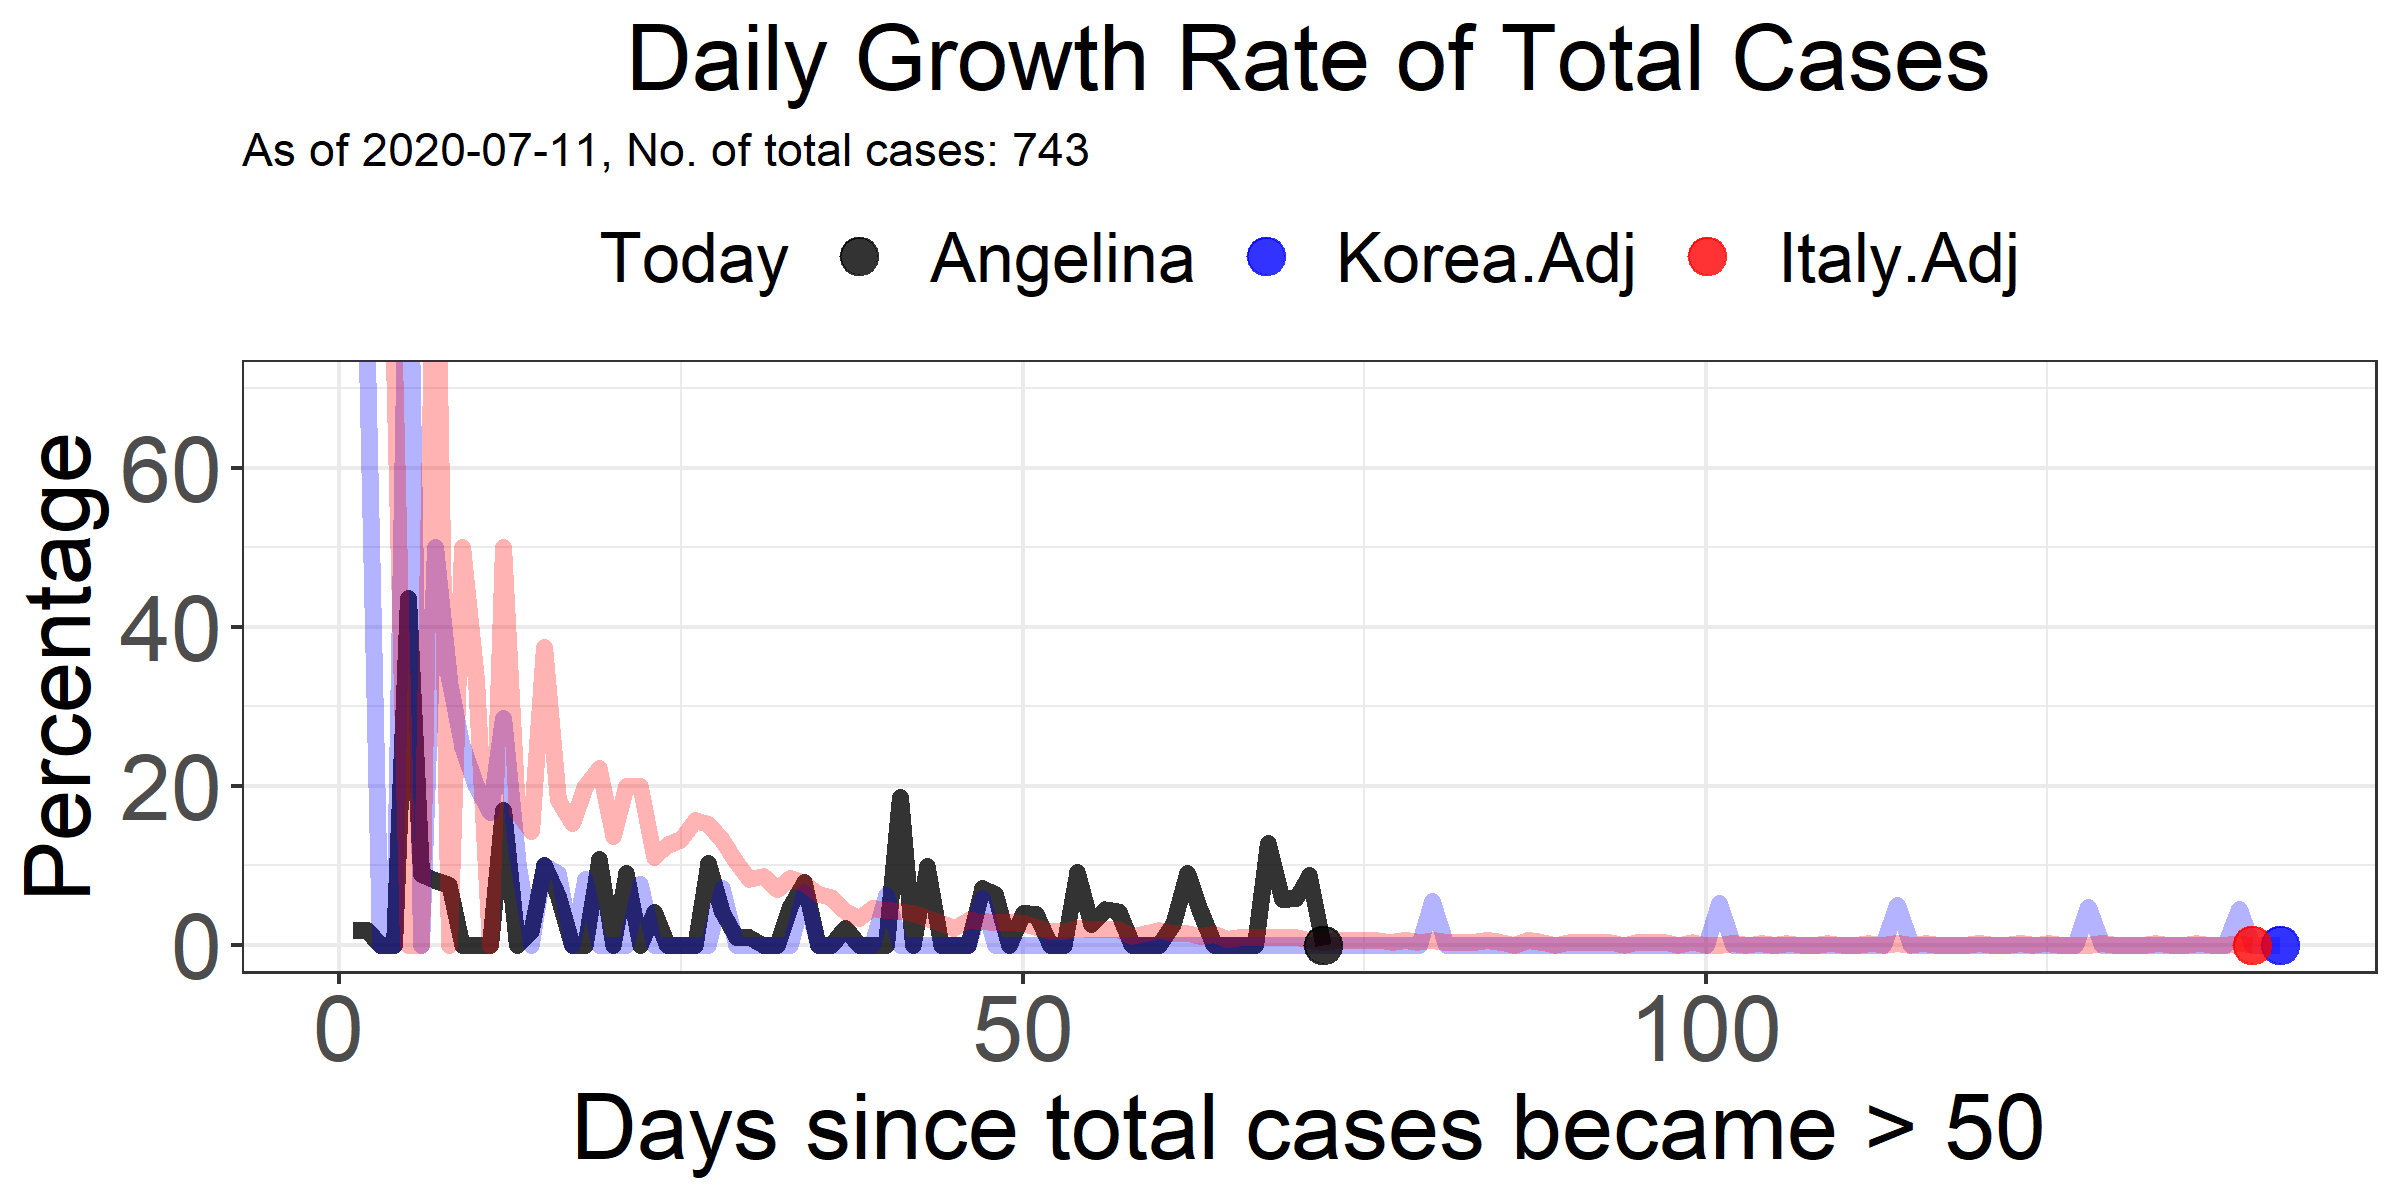 Daily Growth Rate of Total Cases
As of 2020-07-11, No. of total cases: 743
Today Angelina Korea.Adj Italy.Adj
Percentage
60
40
20
0
0 50 100
Days since total cases became > 50